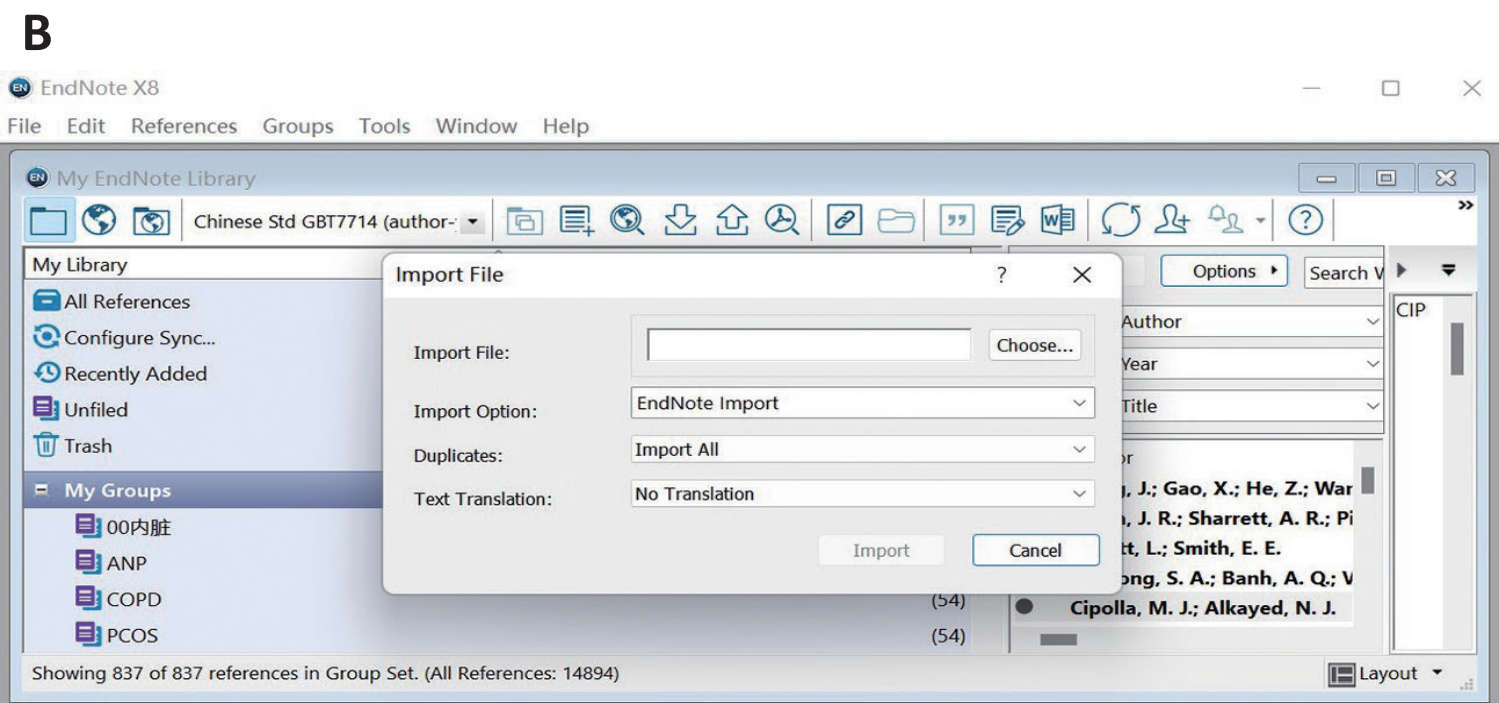 B
EndNote X8
File Edit References Groups Tools Window Help
My EndNote Library
Chinese Std GBT7714 (author-
My Library
All References
Configure Sync...
Recently Added
Unfiled
Trash
My Groups
00内脏
ANP
COPD (54)
PCOS (54)
Import File ?
Import File: Choose...
Import Option: EndNote Import
Duplicates: Import All
Text Translation: No Translation
Import Cancel
Options Search
Author
Year
Title
CIP
J.; Gao, X.; He, Z.;
J. R.; Sharrett, A. R.;
L.; Smith, E. E.
S. A.; Banh, A. Q.;
Cipolla, M. J.; Alkayed, N. J.
Showing 837 of 837 references in Group Set. (All References: 14894)
Layout